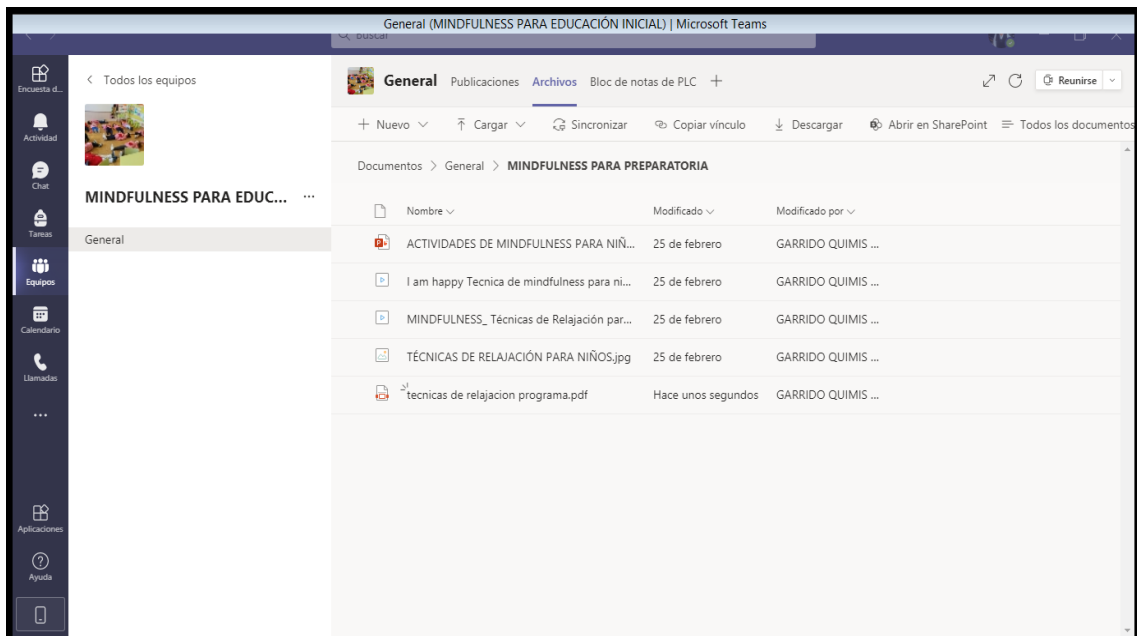 General (MINDFULNESS PARA EDUCACIÓN INICIAL) | Microsoft Teams
Buscar
Encuesta d...
Actividad
Chat
Tareas
Equipos
Calendario
Llamadas
...
Aplicaciones
Ayuda
< Todos los equipos
MINDFULNESS PARA EDUC... ...
General
General Publicaciones Archivos Bloc de notas de PLC +
Reunirse
+ Nuevo Cargar Sincronizar Copiar vínculo Descargar Abrir en SharePoint Todos los documentos
Documentos > General > MINDFULNESS PARA PREPARATORIA
Nombre Modificado Modificado por
ACTIVIDADES DE MINDFULNESS PARA NIÑ... 25 de febrero GARRIDO QUIMIS ...
I am happy Tecnica de mindfulness para ni... 25 de febrero GARRIDO QUIMIS ...
MINDFULNESS_ Técnicas de Relajación par... 25 de febrero GARRIDO QUIMIS ...
TÉCNICAS DE RELAJACIÓN PARA NIÑOS.jpg 25 de febrero GARRIDO QUIMIS ...
tecnicas de relajacion programa.pdf Hace unos segundos GARRIDO QUIMIS ...